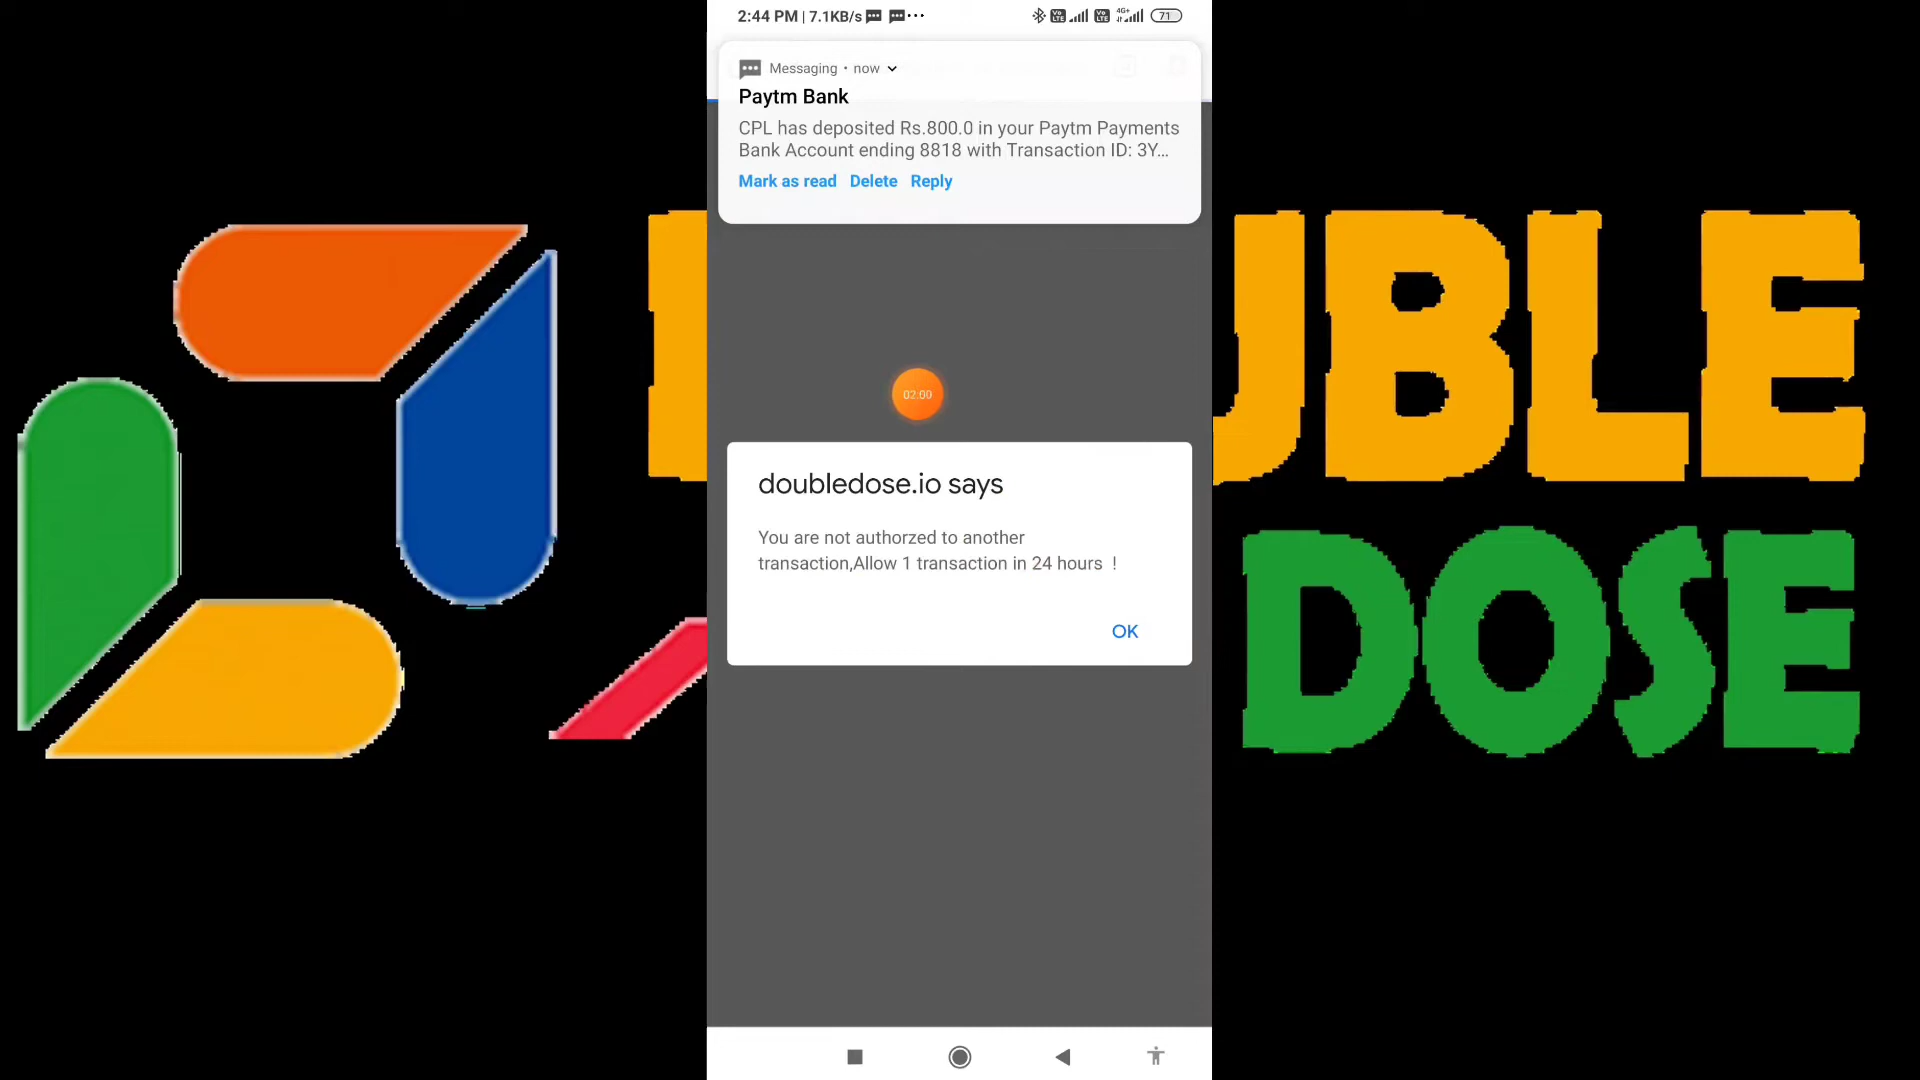 2:44 PM | 7.1KB/s
71
Messaging • now
Paytm Bank
CPL has deposited Rs.800.0 in your Paytm Payments
Bank Account ending 8818 with Transaction ID: 3Y...
Mark as read Delete Reply
UBLE
02:00
doubledose.io says
You are not authorzed to another
transaction,Allow 1 transaction in 24 hours !
OK
DOSE